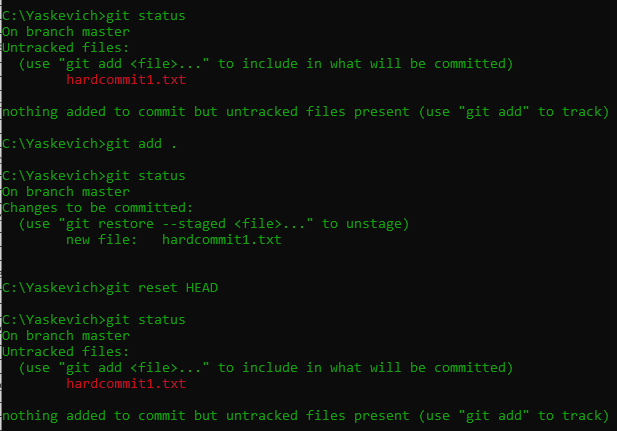 C:\Yaskevich>git status
On branch master
Untracked files:
  (use "git add <file>..." to include in what will be committed)
        hardcommit1.txt

nothing added to commit but untracked files present (use "git add" to track)

C:\Yaskevich>git add .

C:\Yaskevich>git status
On branch master
Changes to be committed:
  (use "git restore --staged <file>..." to unstage)
        new file:   hardcommit1.txt


C:\Yaskevich>git reset HEAD

C:\Yaskevich>git status
On branch master
Untracked files:
  (use "git add <file>..." to include in what will be committed)
        hardcommit1.txt

nothing added to commit but untracked files present (use "git add" to track)